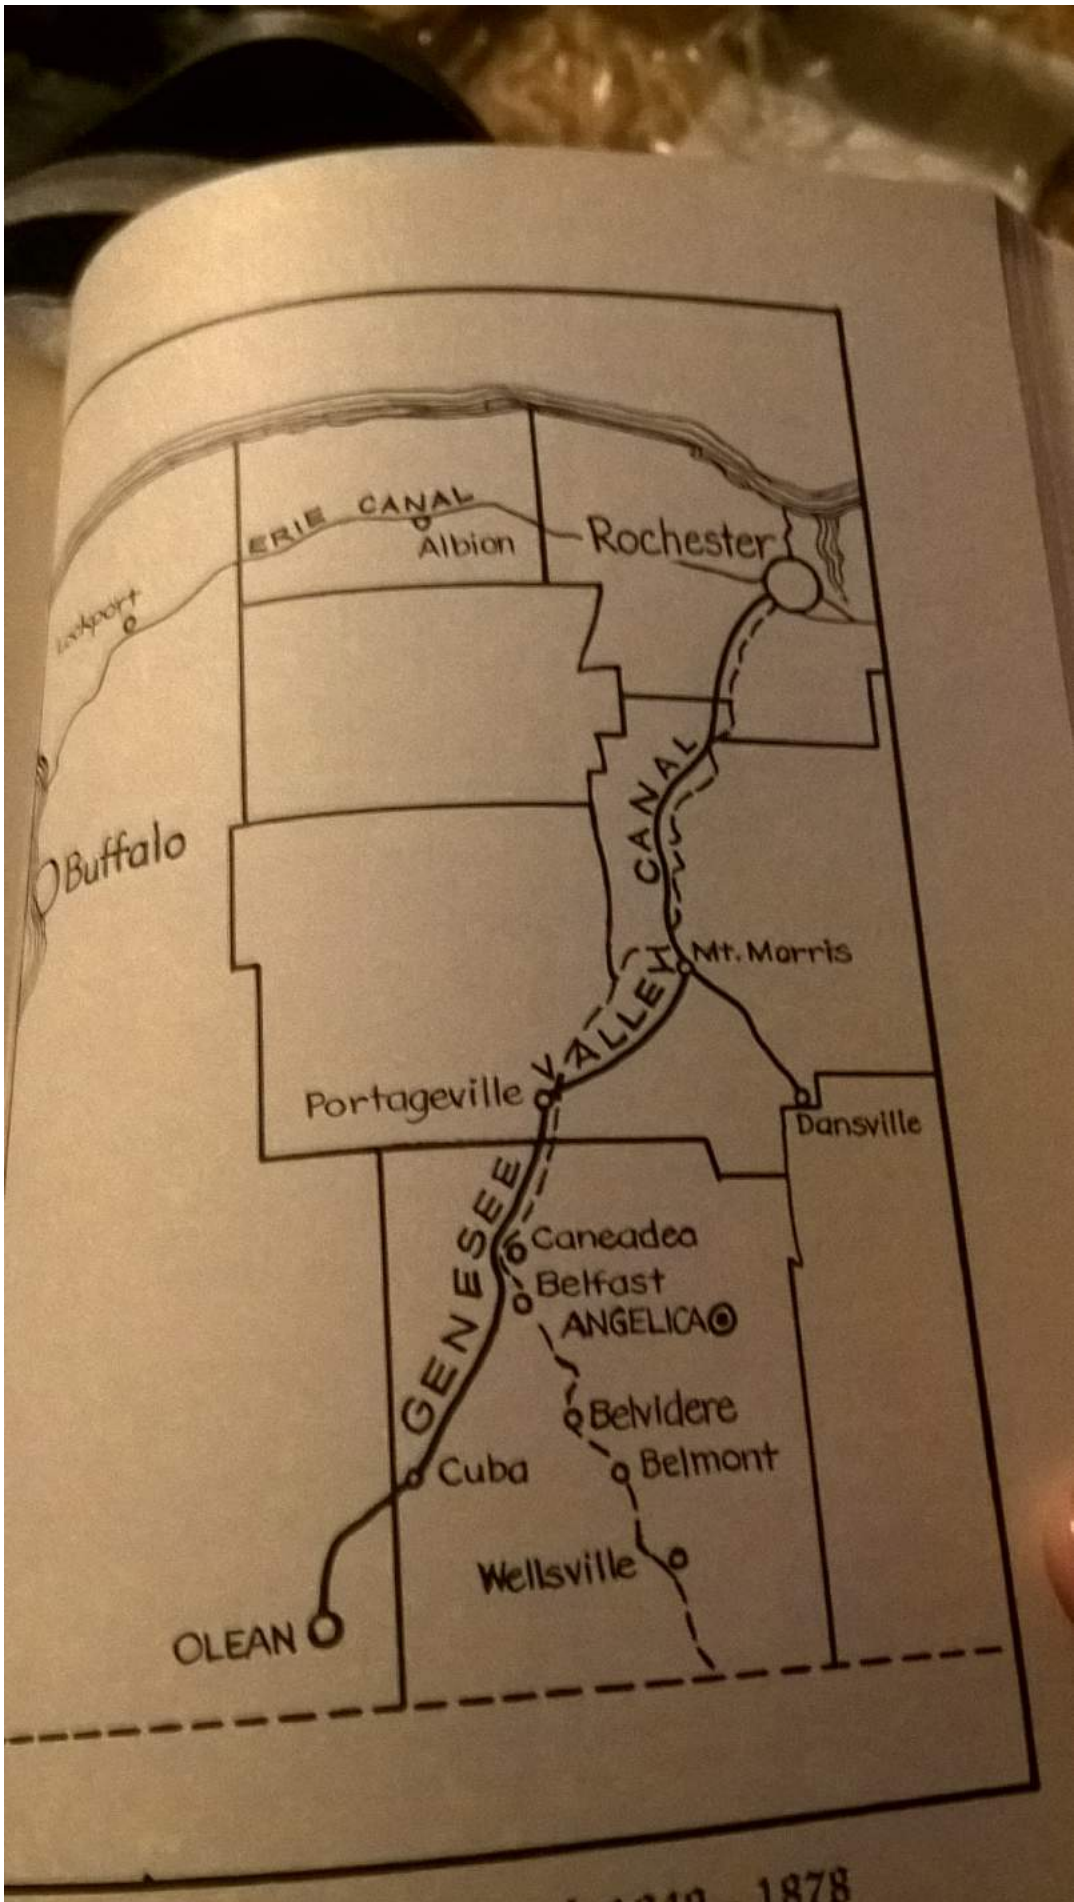 ERIE CANAL
Albion
Rochester
Lockport
Buffalo
GENESEE VALLEY CANAL
Mt. Morris
Portageville
Dansville
Caneadea
Belfast
ANGELICA
Belvidere
Belmont
Cuba
Wellsville
OLEAN
1878